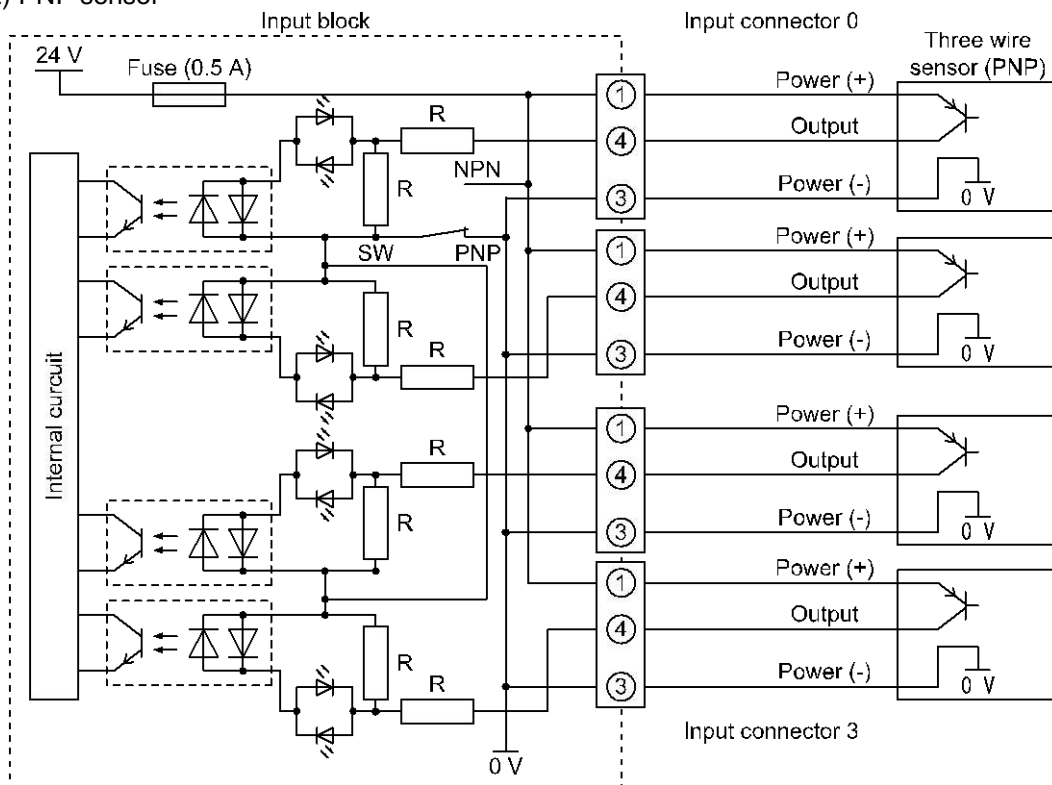 ) PNP sensor
Input block
Input connector 0
24 V
Fuse (0.5 A)
Three wire
sensor (PNP)
1
Power (+)
R
4
Output
NPN
R
3
Power (-)
0 V
SW
PNP
1
Power (+)
4
Output
R
R
3
Power (-)
0 V
Internal curcuit
1
Power (+)
R
4
Output
R
3
Power (-)
0 V
1
Power (+)
4
Output
R
R
3
Power (-)
0 V
Input connector 3
0 V